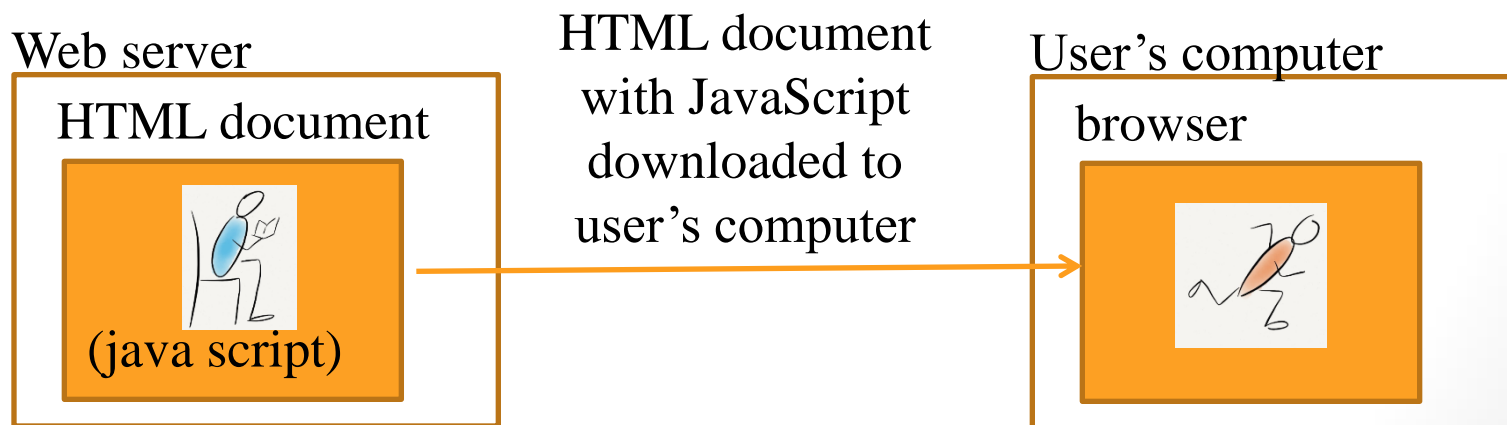 Web server
HTML document
(java script)
HTML document
with JavaScript
downloaded to
user’s computer
User’s computer
browser